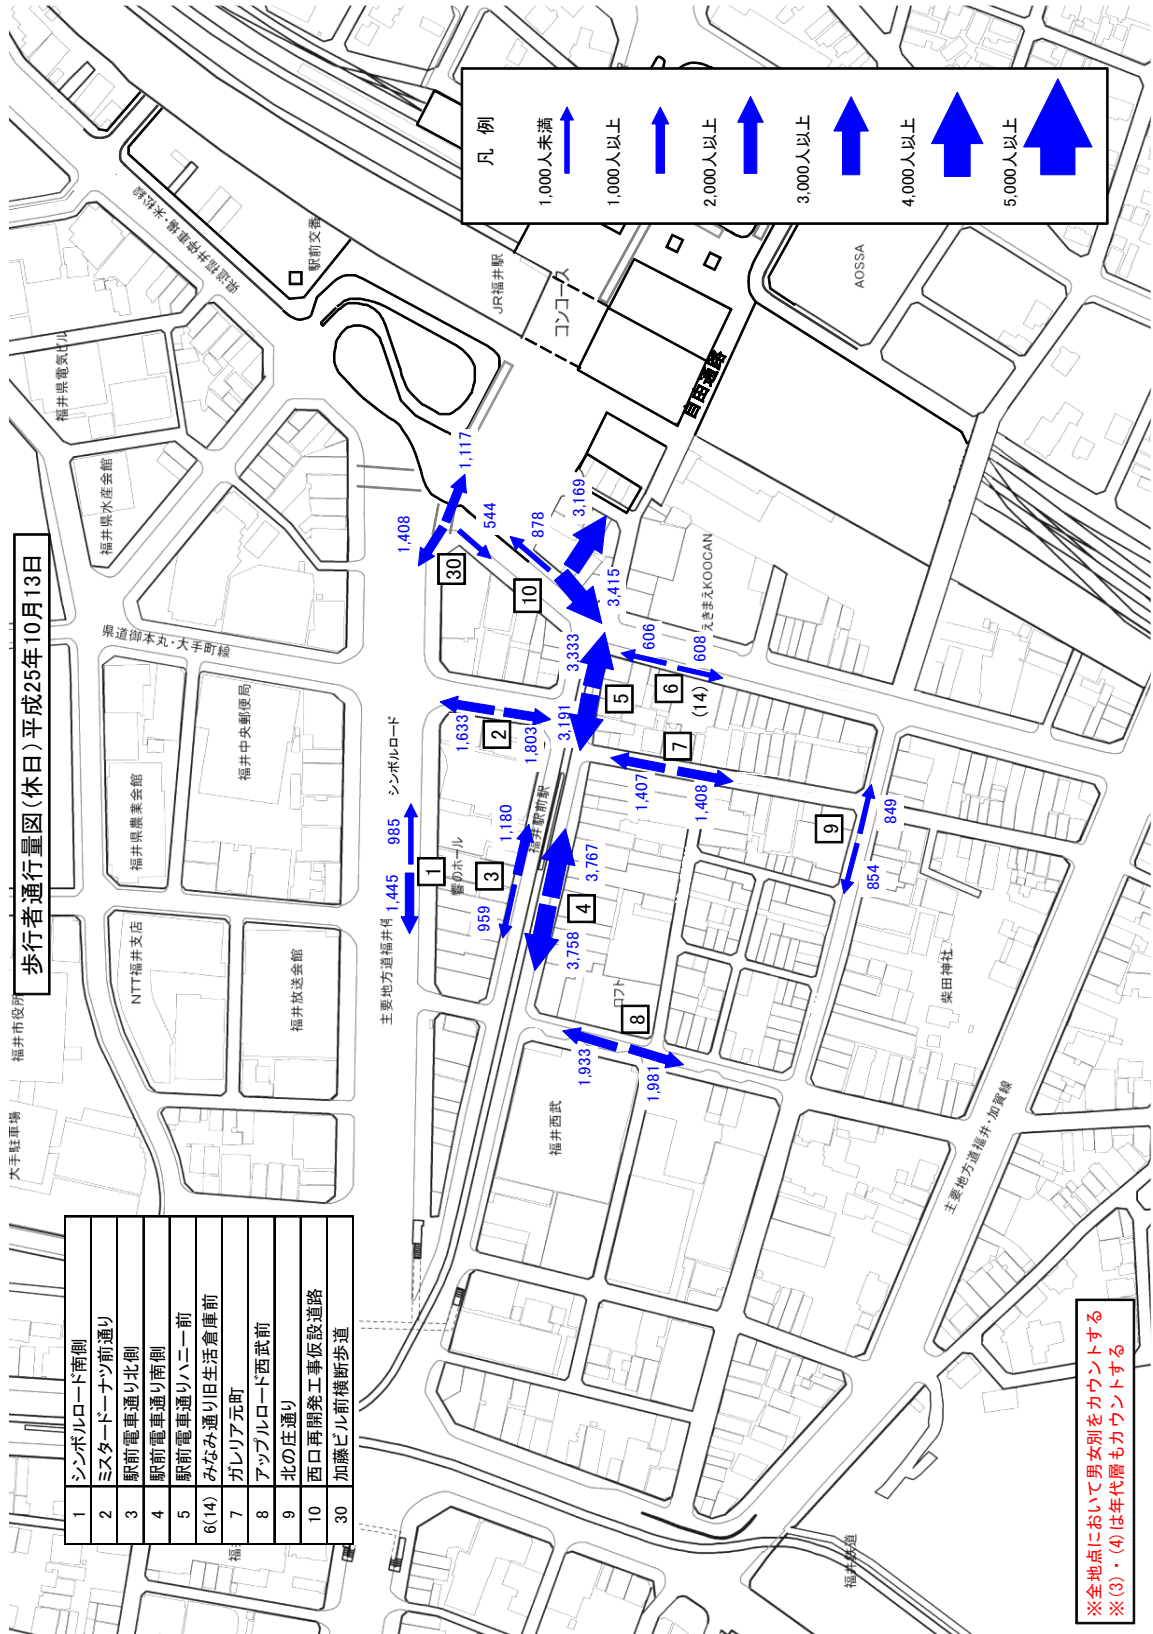 歩行者通行量図(休日)平成25年10月13日
凡 例
1,000人未満
1,000人以上
2,000人以上
3,000人以上
4,000人以上
5,000人以上
1 シンボルロード南側
2 ミスタードーナツ前通り
3 駅前電車通り北側
4 駅前電車通り南側
5 駅前電車通りハニー前
6(14) みなみ通り旧生活倉庫前
7 ガレリア元町
8 アップルロード西武前
9 北の庄通り
10 西口再開発工事仮設道路
30 加藤ビル前横断歩道
大手駐車場
福井市役所
NTT福井支店
福井放送会館
福井県農業会館
福井中央郵便局
県道御本丸・大手町線
福井県水産会館
福井県電気ビル
県道福井停車場・米松線
駅前交番
JR福井駅
コンコース
自由通路
AOSSA
主要地方道福井停
シンボルロード
響のホール
福井駅前駅
えきまえKOOCAN
ロフト
福井西武
柴田神社
主要地方道福井・加賀線
福井鉄道
1
1,445
985
2
1,633
1,803
3
959
1,180
4
3,758
3,767
5
3,191
3,333
6
(14)
606
608
7
1,407
1,408
8
1,933
1,981
9
854
849
10
878
3,415
3,169
30
1,408
1,117
544
※全地点において男女別をカウントする
※(3)・(4)は年代層もカウントする